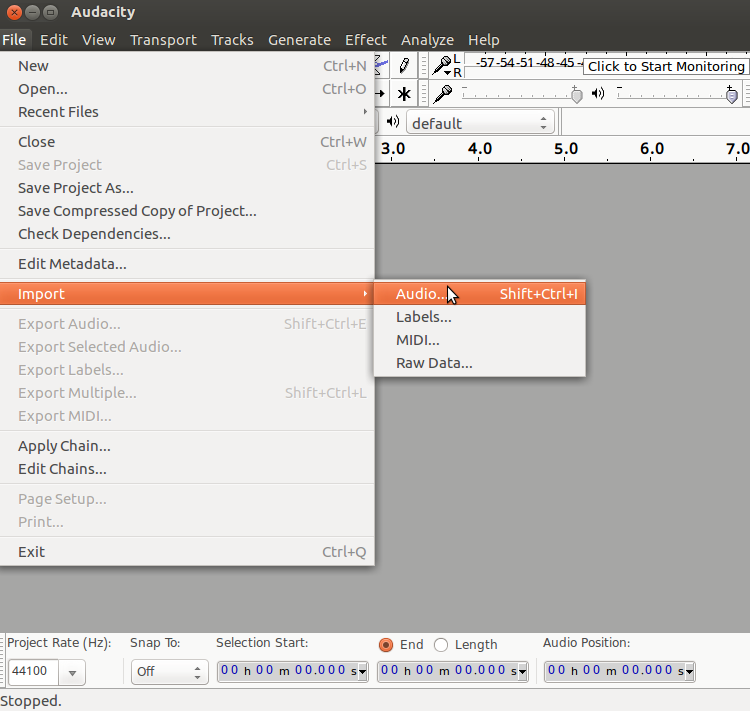 Audacity
File Edit View Transport Tracks Generate Effect Analyze Help
New Ctrl+N
Open... Ctrl+O
Recent Files
Close Ctrl+W
Save Project Ctrl+S
Save Project As...
Save Compressed Copy of Project...
Check Dependencies...
Edit Metadata...
Import
Export Audio... Shift+Ctrl+E
Export Selected Audio...
Export Labels...
Export Multiple... Shift+Ctrl+L
Export MIDI...
Apply Chain...
Edit Chains...
Page Setup...
Print...
Exit Ctrl+Q
Audio... Shift+Ctrl+I
Labels...
MIDI...
Raw Data...
L
R
-57 -54 -51 -48 -45 -4
Click to Start Monitoring
default
3.0 4.0 5.0 6.0 7.0
Project Rate (Hz): Snap To: Selection Start: End Length Audio Position:
44100 Off 00 h 00 m 00.000 s 00 h 00 m 00.000 s 00 h 00 m 00.000 s
Stopped.